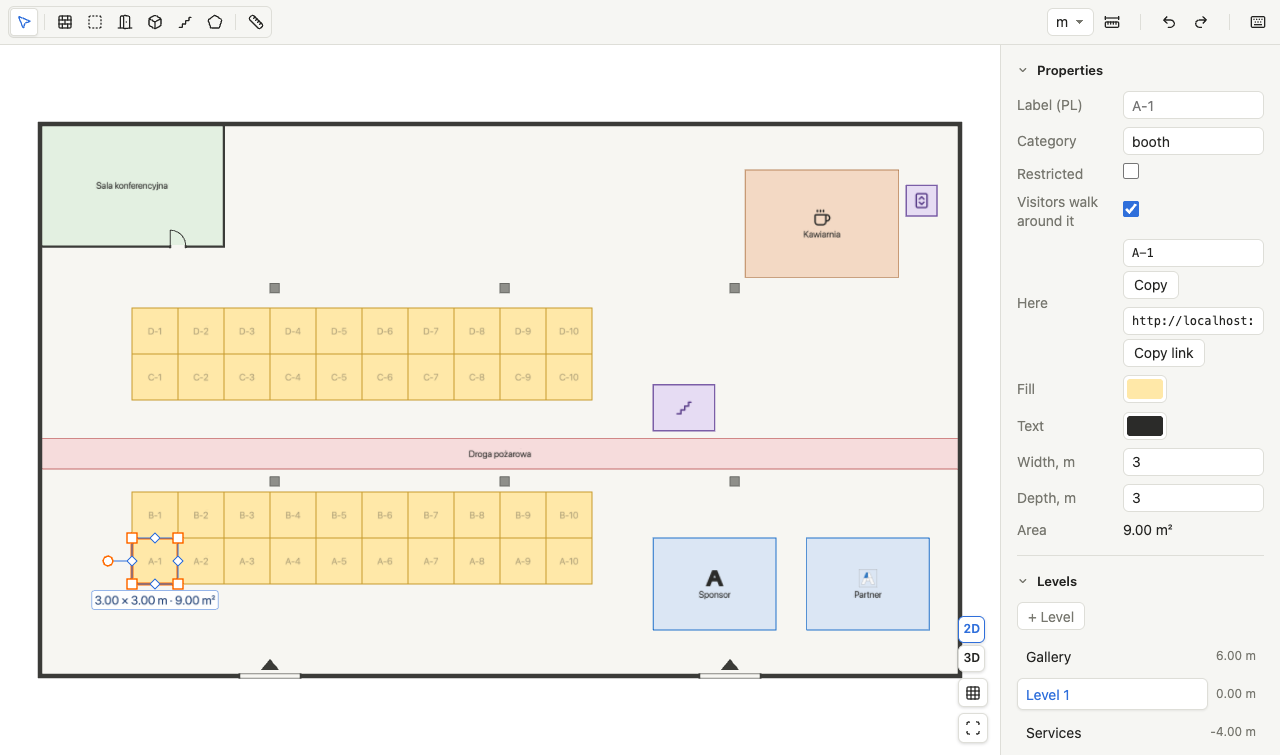 m
Properties
Label (PL)
A-1
Category
booth
Restricted
Visitors walk
around it
A-1
Copy
Here
http://localhost:
Copy link
Fill
Text
Width, m
3
Depth, m
3
Area
9.00 m²
Levels
+ Level
Gallery
6.00 m
Level 1
0.00 m
Services
-4.00 m
Sala konferencyjna
Kawiarnia
D-1 D-2 D-3 D-4 D-5 D-6 D-7 D-8 D-9 D-10
C-1 C-2 C-3 C-4 C-5 C-6 C-7 C-8 C-9 C-10
Droga pożarowa
B-1 B-2 B-3 B-4 B-5 B-6 B-7 B-8 B-9 B-10
A-1 A-2 A-3 A-4 A-5 A-6 A-7 A-8 A-9 A-10
3.00 × 3.00 m · 9.00 m²
A
Sponsor
A
Partner
2D
3D